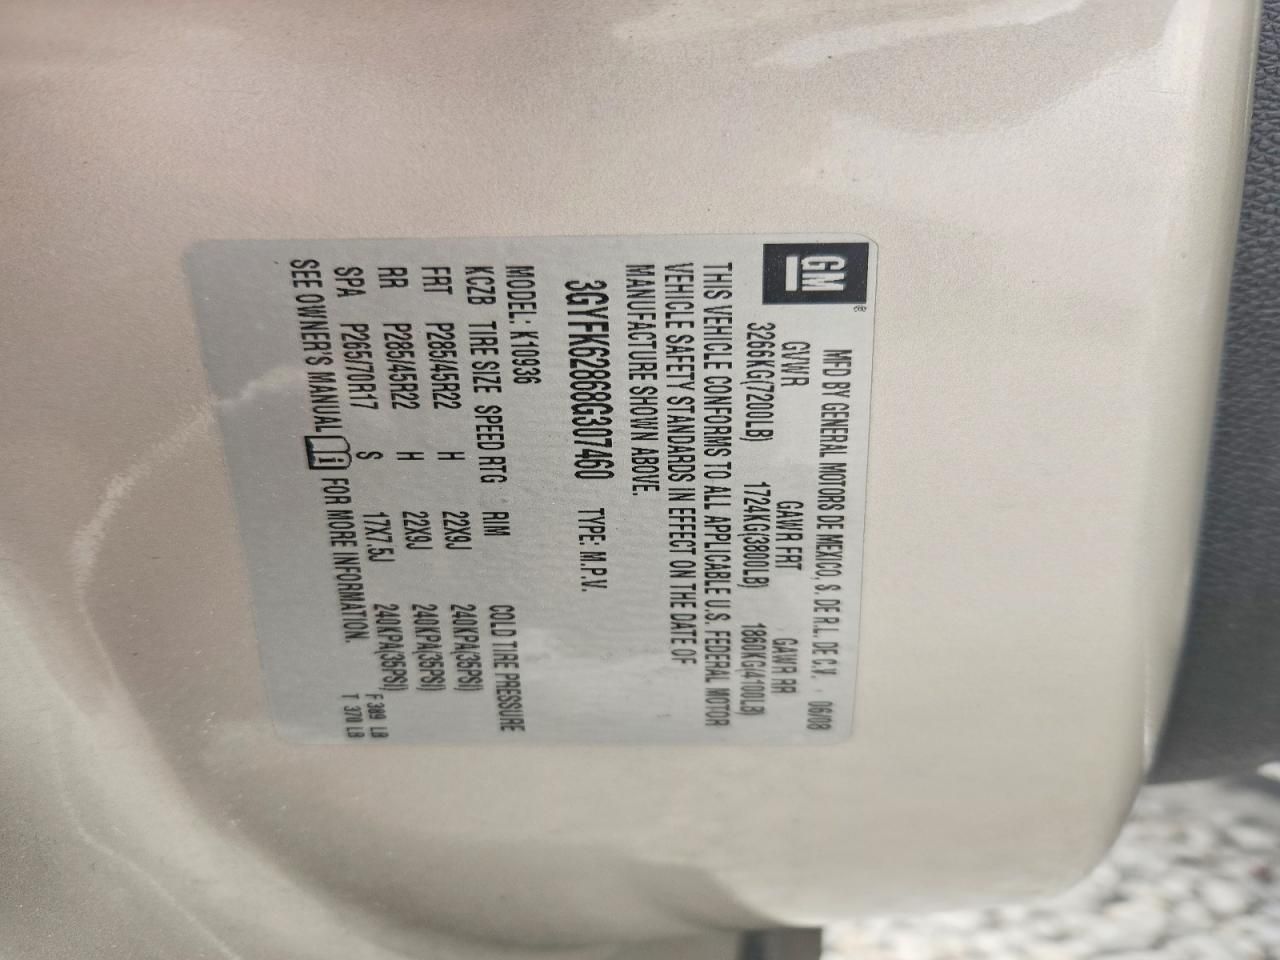 GM®
MFD BY GENERAL MOTORS DE MEXICO, S. DE R.L. DE C.V. 06/08
GVWR GAWR FRT GAWR RR
3266KG(7200LB) 1724KG(3800LB) 1860KG(4100LB)
THIS VEHICLE CONFORMS TO ALL APPLICABLE U.S. FEDERAL MOTOR
VEHICLE SAFETY STANDARDS IN EFFECT ON THE DATE OF
MANUFACTURE SHOWN ABOVE.
3GYFK62868G307460 TYPE: M.P.V.
MODEL: K10936
KCZB TIRE SIZE SPEED RTG RIM COLD TIRE PRESSURE
FRT P285/45R22 H 22X9J 240KPA(35PSI)
RR P285/45R22 H 22X9J 240KPA(35PSI)
SPA P265/70R17 S 17X7.5J 240KPA(35PSI)
SEE OWNER'S MANUAL FOR MORE INFORMATION.
F 389 LB
T 370 LB